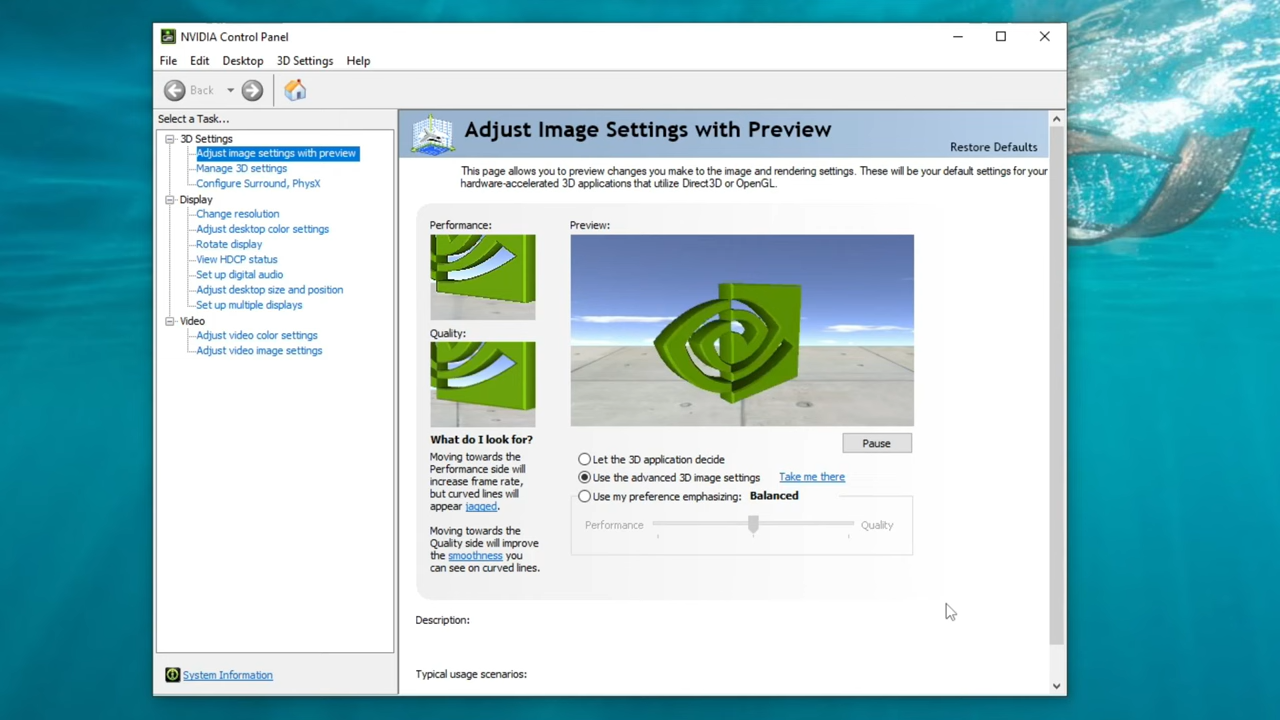 NVIDIA Control Panel
File Edit Desktop 3D Settings Help
Back
Select a Task...
3D Settings
Adjust image settings with preview
Manage 3D settings
Configure Surround, PhysX
Display
Change resolution
Adjust desktop color settings
Rotate display
View HDCP status
Set up digital audio
Adjust desktop size and position
Set up multiple displays
Video
Adjust video color settings
Adjust video image settings
System Information
Adjust Image Settings with Preview
Restore Defaults
This page allows you to preview changes you make to the image and rendering settings. These will be your default settings for your
hardware-accelerated 3D applications that utilize Direct3D or OpenGL.
Performance:
Quality:
What do I look for?
Moving towards the
Performance side will
increase frame rate,
but curved lines will
appear jagged.
Moving towards the
Quality side will improve
the smoothness you
can see on curved lines.
Preview:
Pause
Let the 3D application decide
Use the advanced 3D image settings Take me there
Use my preference emphasizing: Balanced
Performance Quality
Description:
Typical usage scenarios: